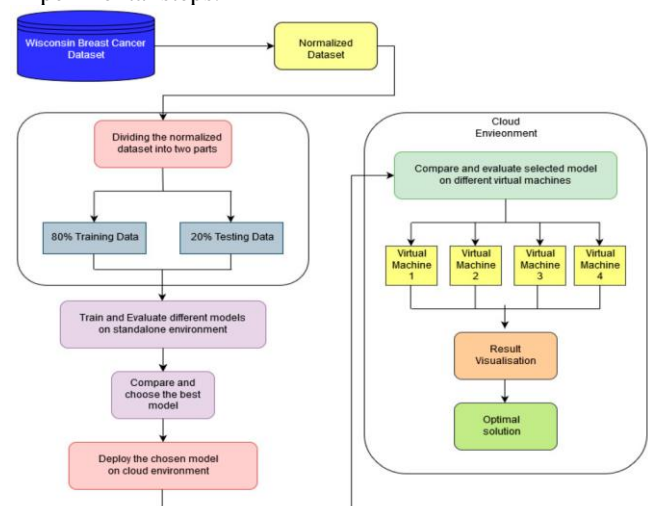 Wisconsin Breast Cancer
Dataset
Normalized
Dataset
Dividing the normalized
dataset into two parts
80% Training Data
20% Testing Data
Train and Evaluate different models
on standalone environment
Compare and
choose the best
model
Deploy the chosen model
on cloud environment
Cloud
Envieonment
Compare and evaluate selected model
on different virtual machines
Virtual
Machine
1
Virtual
Machine
2
Virtual
Machine
3
Virtual
Machine
4
Result
Visualisation
Optimal
solution